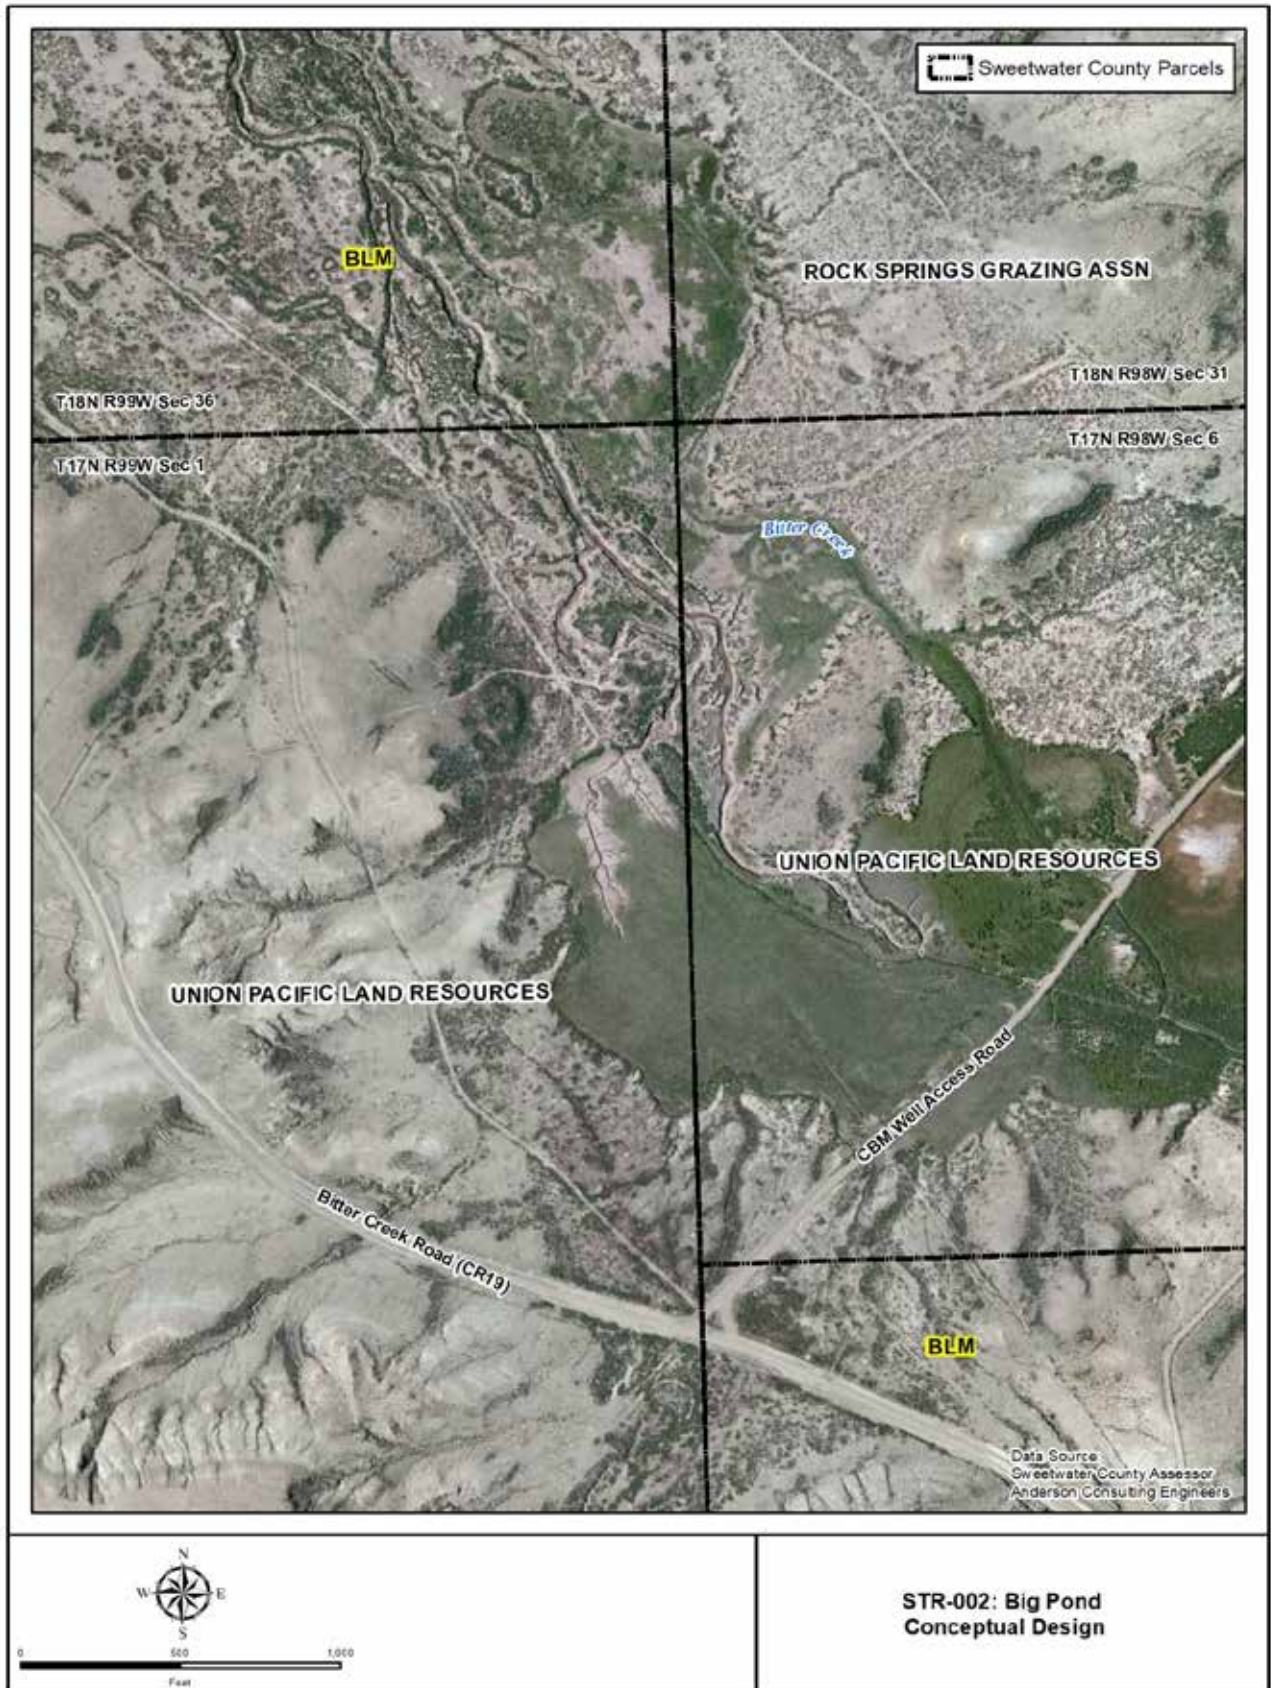 Sweetwater County Parcels
BLM
ROCK SPRINGS GRAZING ASSN
T18N R99W Sec 36
T18N R98W Sec 31
T17N R99W Sec 1
T17N R98W Sec 6
Bitter Creek
UNION PACIFIC LAND RESOURCES
UNION PACIFIC LAND RESOURCES
CBM Well Access Road
Bitter Creek Road (CR19)
BLM
Data Source
Sweetwater County Assessor
Anderson Consulting Engineers
N
W E
S
0 500 1,000
Feet
STR-002: Big Pond
Conceptual Design